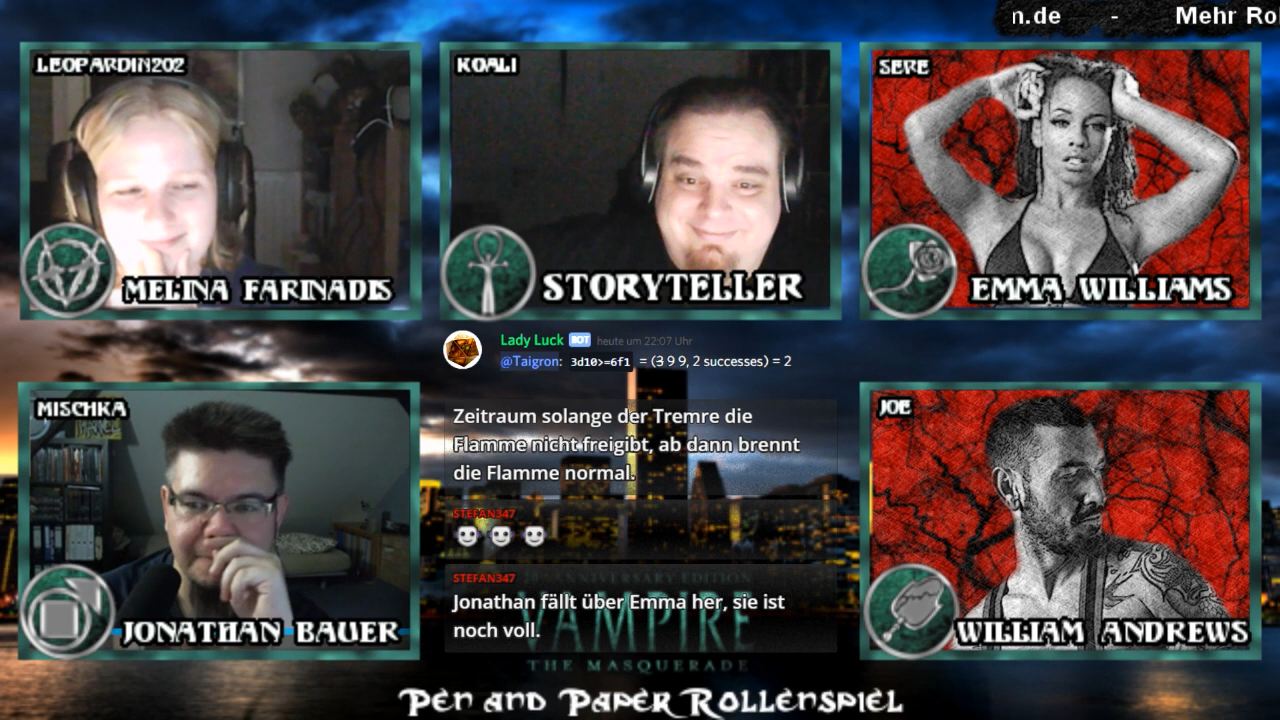 n.de - Mehr Ro
LEOPARDIN202
KOALI
SERE
MELINA FARINADIS
STORYTELLER
EMMA WILLIAMS
Lady Luck BOT heute um 22:07 Uhr
@Taigron: 3d10>=6f1 = (3 9 9, 2 successes) = 2
MISCHKA
JOE
Zeitraum solange der Tremre die
Flamme nicht freigibt, ab dann brennt
die Flamme normal.
STEFAN347
STEFAN347
Jonathan fällt über Emma her, sie ist
noch voll.
20TH ANNIVERSARY EDITION
VAMPIRE
THE MASQUERADE
JONATHAN BAUER
WILLIAM ANDREWS
PEN AND PAPER ROLLENSPIEL